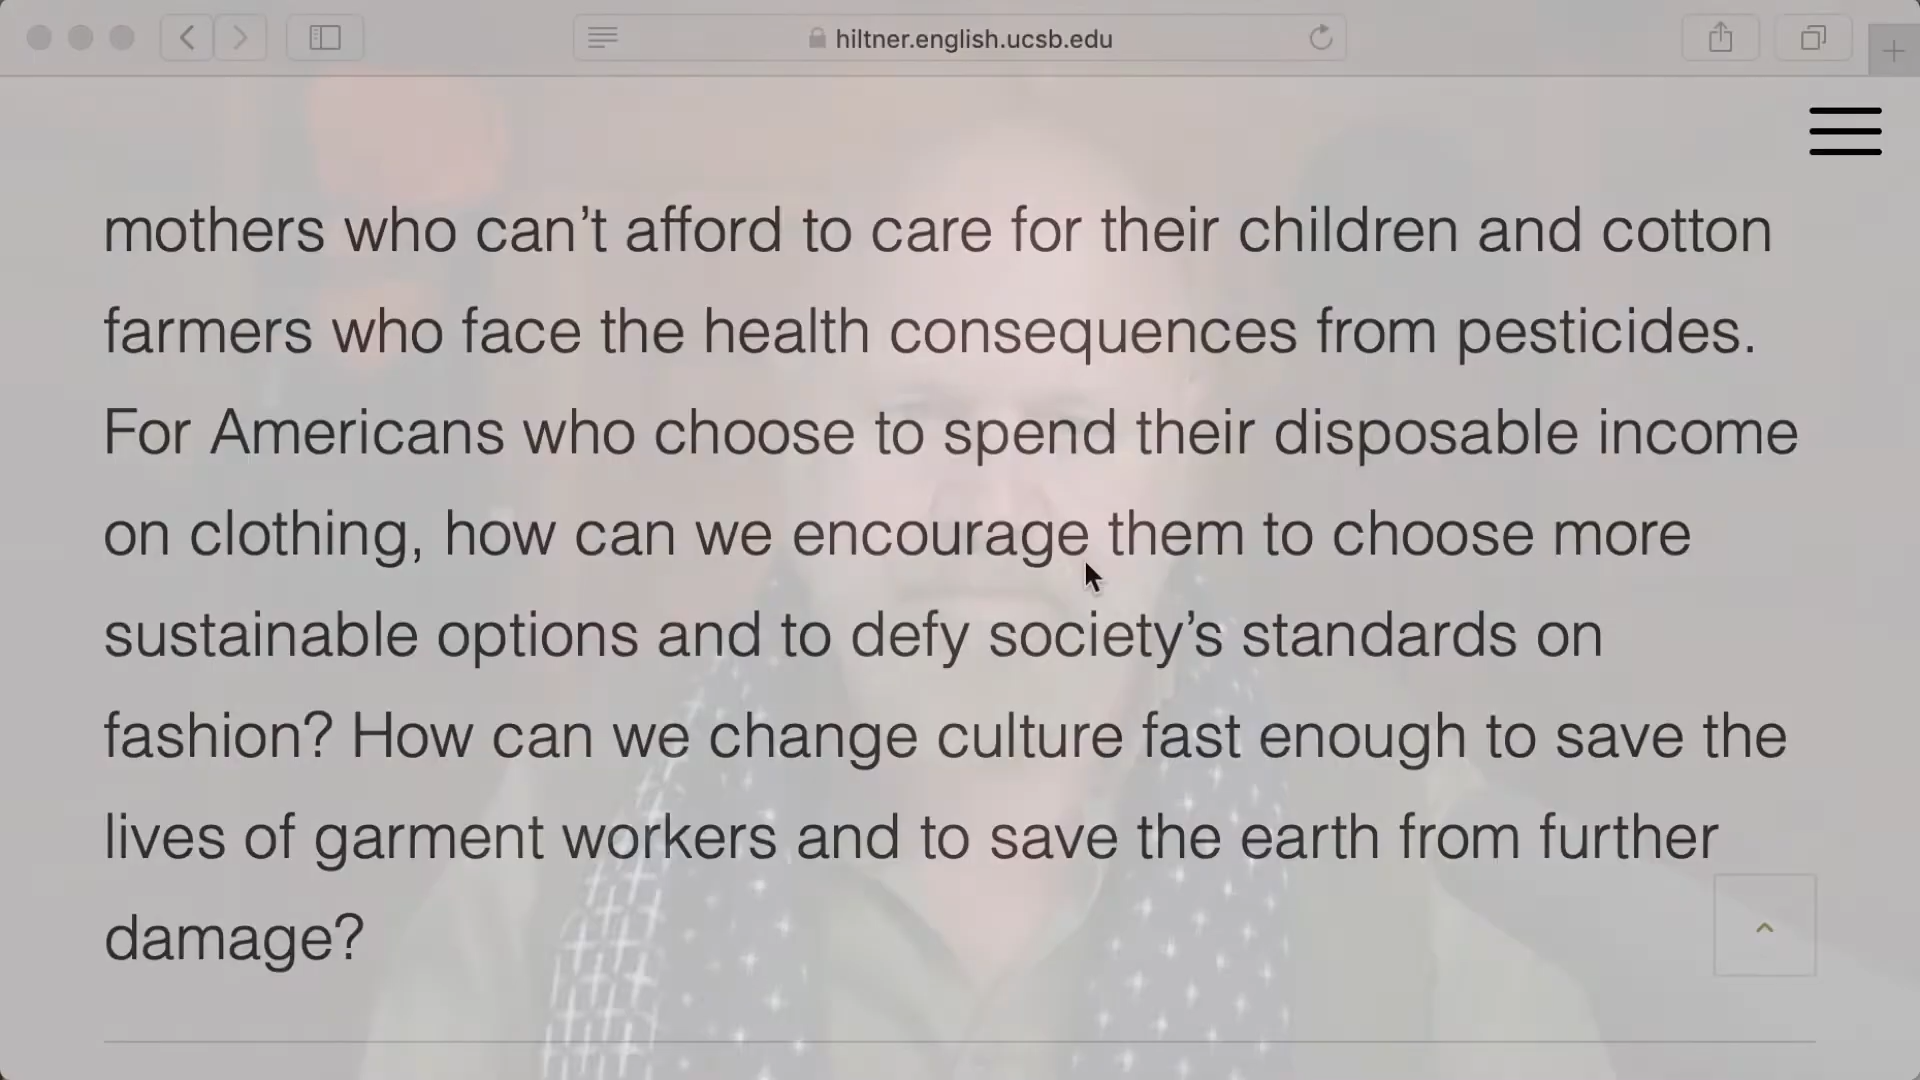 hiltner.english.ucsb.edu
mothers who can’t afford to care for their children and cotton
farmers who face the health consequences from pesticides.
For Americans who choose to spend their disposable income
on clothing, how can we encourage them to choose more
sustainable options and to defy society’s standards on
fashion? How can we change culture fast enough to save the
lives of garment workers and to save the earth from further
damage?